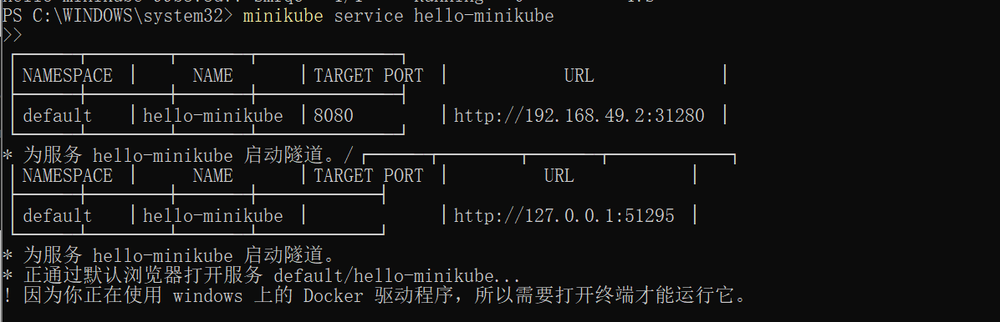 PS C:\WINDOWS\system32> minikube service hello-minikube
>>
NAMESPACE | NAME | TARGET PORT | URL |
default | hello-minikube | 8080 | http://192.168.49.2:31280 |
* 为服务 hello-minikube 启动隧道。/
NAMESPACE | NAME | TARGET PORT | URL |
default | hello-minikube | | http://127.0.0.1:51295 |
* 为服务 hello-minikube 启动隧道。
* 正通过默认浏览器打开服务 default/hello-minikube...
! 因为你正在使用 windows 上的 Docker 驱动程序，所以需要打开终端才能运行它。